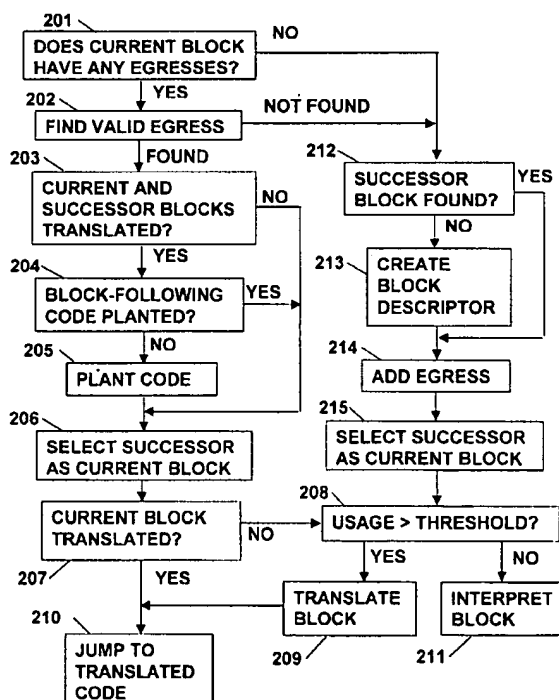 201
DOES CURRENT BLOCK
HAVE ANY EGRESSES?
NO
YES
202
FIND VALID EGRESS
NOT FOUND
FOUND
203
CURRENT AND
SUCCESSOR BLOCKS
TRANSLATED?
NO
YES
204
BLOCK-FOLLOWING
CODE PLANTED?
YES
NO
205
PLANT CODE
206
SELECT SUCCESSOR
AS CURRENT BLOCK
CURRENT BLOCK
TRANSLATED?
NO
207
YES
210
JUMP TO
TRANSLATED
CODE
212
SUCCESSOR
BLOCK FOUND?
YES
NO
213
CREATE
BLOCK
DESCRIPTOR
214
ADD EGRESS
215
SELECT SUCCESSOR
AS CURRENT BLOCK
208
USAGE > THRESHOLD?
YES
NO
TRANSLATE
BLOCK
209
INTERPRET
BLOCK
211